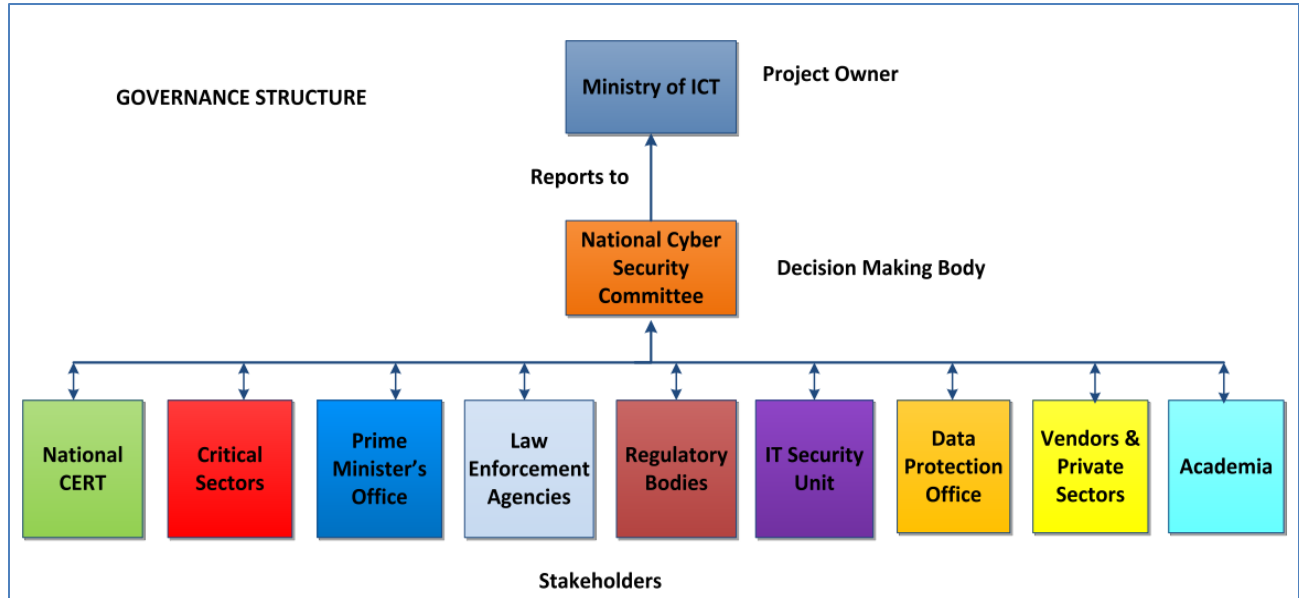 Ministry of ICT
Project Owner
GOVERNANCE STRUCTURE
Reports to
National Cyber
Security
Committee
Decision Making Body
National
CERT
Critical
Sectors
Prime
Minister’s
Office
Law
Enforcement
Agencies
Regulatory
Bodies
IT Security
Unit
Data
Protection
Office
Vendors &
Private
Sectors
Academia
Stakeholders